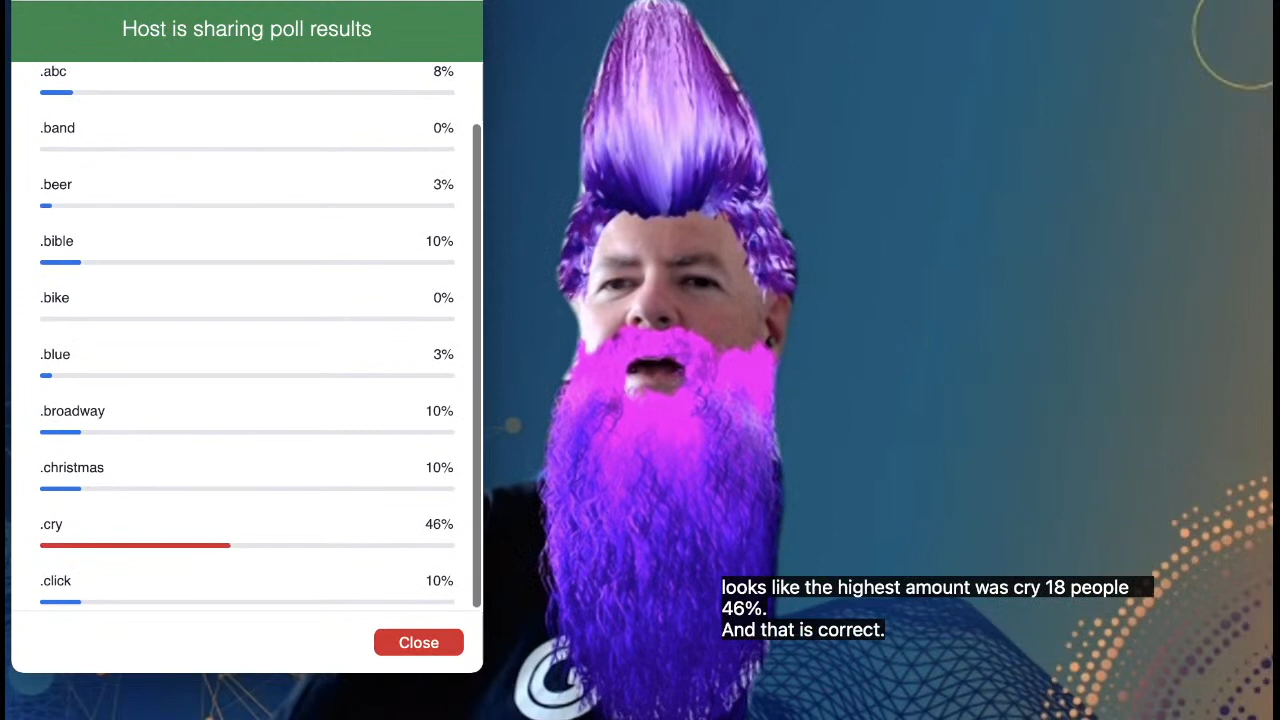 Host is sharing poll results
.abc 8%
.band 0%
.beer 3%
.bible 10%
.bike 0%
.blue 3%
.broadway 10%
.christmas 10%
.cry 46%
.click 10%
Close
looks like the highest amount was cry 18 people
46%.
And that is correct.